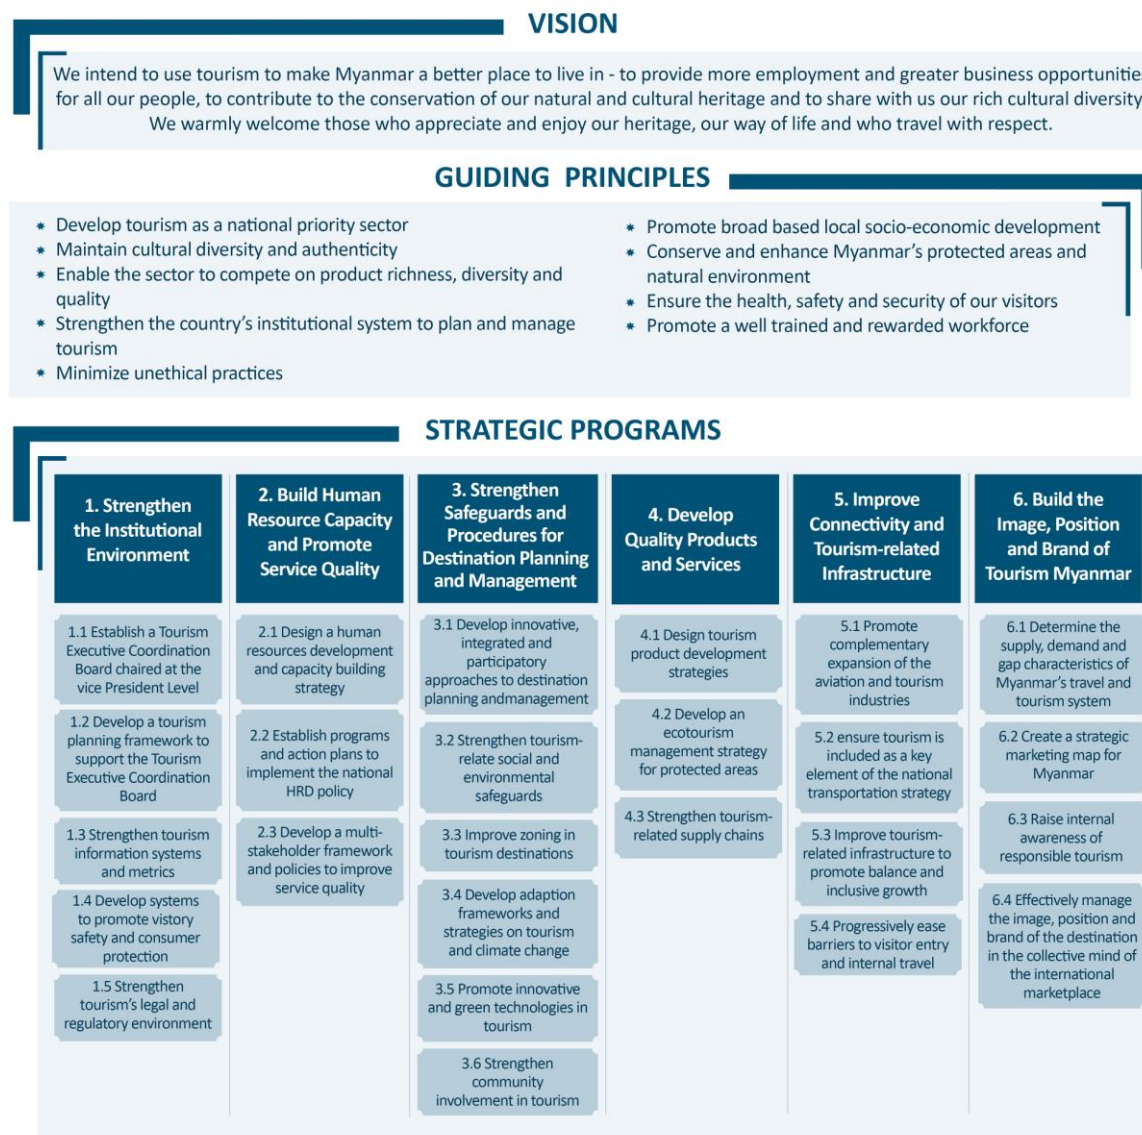 VISION
We intend to use tourism to make Myanmar a better place to live in - to provide more employment and greater business opportunitie
for all our people, to contribute to the conservation of our natural and cultural heritage and to share with us our rich cultural diversity
We warmly welcome those who appreciate and enjoy our heritage, our way of life and who travel with respect.
GUIDING PRINCIPLES
* Develop tourism as a national priority sector
* Maintain cultural diversity and authenticity
* Enable the sector to compete on product richness, diversity and
quality
* Strengthen the country's institutional system to plan and manage
tourism
* Minimize unethical practices
* Promote broad based local socio-economic development
* Conserve and enhance Myanmar's protected areas and
natural environment
* Ensure the health, safety and security of our visitors
* Promote a well trained and rewarded workforce
STRATEGIC PROGRAMS
1. Strengthen
the Institutional
Environment
1.1 Establish a Tourism
Executive Coordination
Board chaired at the
vice President Level
1.2 Develop a tourism
planning framework to
support the Tourism
Executive Coordination
Board
1.3 Strengthen tourism
information systems
and metrics
1.4 Develop systems
to promote vistory
safety and consumer
protection
1.5 Strengthen
tourism's legal and
regulatory environment
2. Build Human
Resource Capacity
and Promote
Service Quality
2.1 Design a human
resources development
and capacity building
strategy
2.2 Establish programs
and action plans to
implement the national
HRD policy
2.3 Develop a multi-
stakeholder framework
and policies to improve
service quality
3. Strengthen
Safeguards and
Procedures for
Destination Planning
and Management
3.1 Develop innovative,
integrated and
participatory
approaches to destination
planning andmanagement
3.2 Strengthen tourism-
relate social and
environmental
safeguards
3.3 Improve zoning in
tourism destinations
3.4 Develop adaption
frameworks and
strategies on tourism
and climate change
3.5 Promote innovative
and green technologies in
tourism
3.6 Strengthen
community
involvement in tourism
4. Develop
Quality Products
and Services
4.1 Design tourism
product development
strategies
4.2 Develop an
ecotourism
management strategy
for protected areas
4.3 Strengthen tourism-
related supply chains
5. Improve
Connectivity and
Tourism-related
Infrastructure
5.1 Promote
complementary
expansion of the
aviation and tourism
industries
5.2 ensure tourism is
included as a key
element of the national
transportation strategy
5.3 Improve tourism-
related infrastructure to
promote balance and
inclusive growth
5.4 Progressively ease
barriers to visitor entry
and internal travel
6. Build the
Image, Position
and Brand of
Tourism Myanmar
6.1 Determine the
supply, demand and
gap characteristics of
Myanmar's travel and
tourism system
6.2 Create a strategic
marketing map for
Myanmar
6.3 Raise internal
awareness of
responsible tourism
6.4 Effectively manage
the image, position and
brand of the destination
in the collective mind of
the international
marketplace